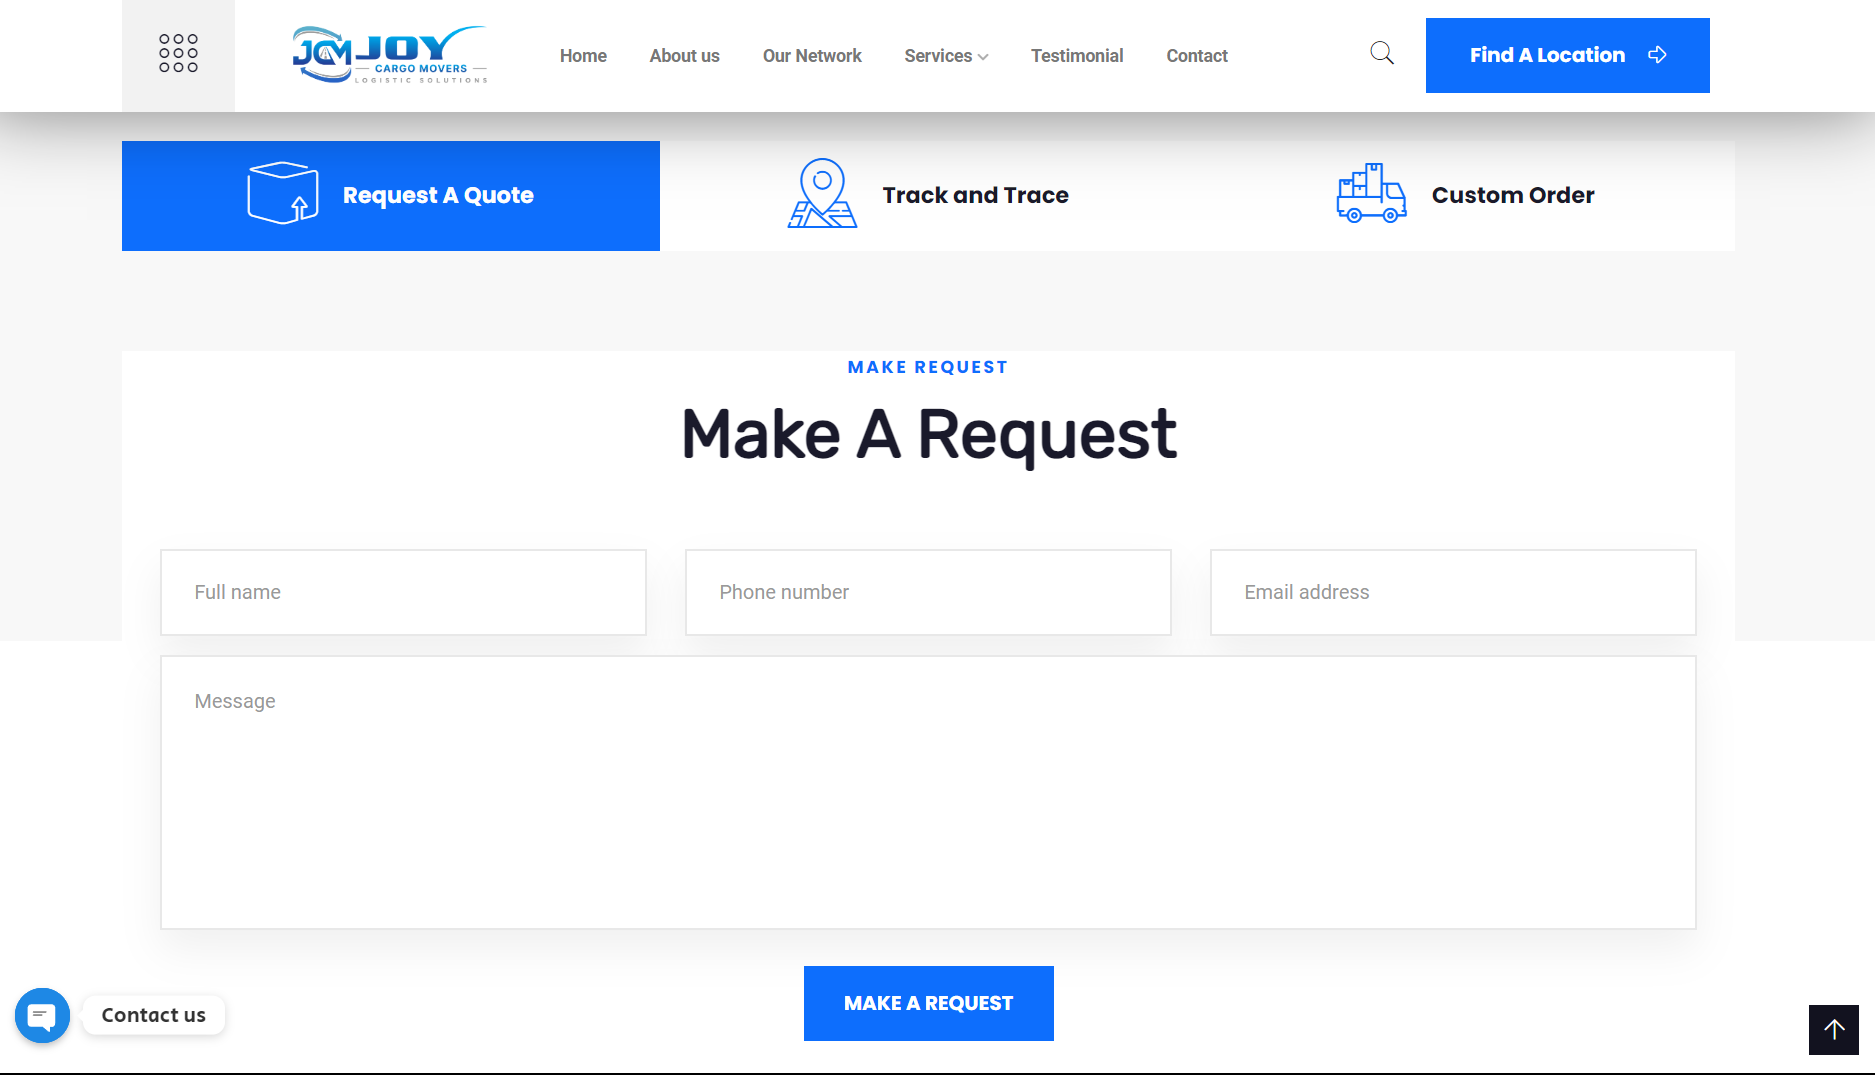 JCM JOY
CARGO MOVERS
LOGISTIC SOLUTIONS
Home About us Our Network Services Testimonial Contact
Find A Location
Request A Quote
Track and Trace
Custom Order
MAKE REQUEST
Make A Request
Full name
Phone number
Email address
Message
MAKE A REQUEST
Contact us